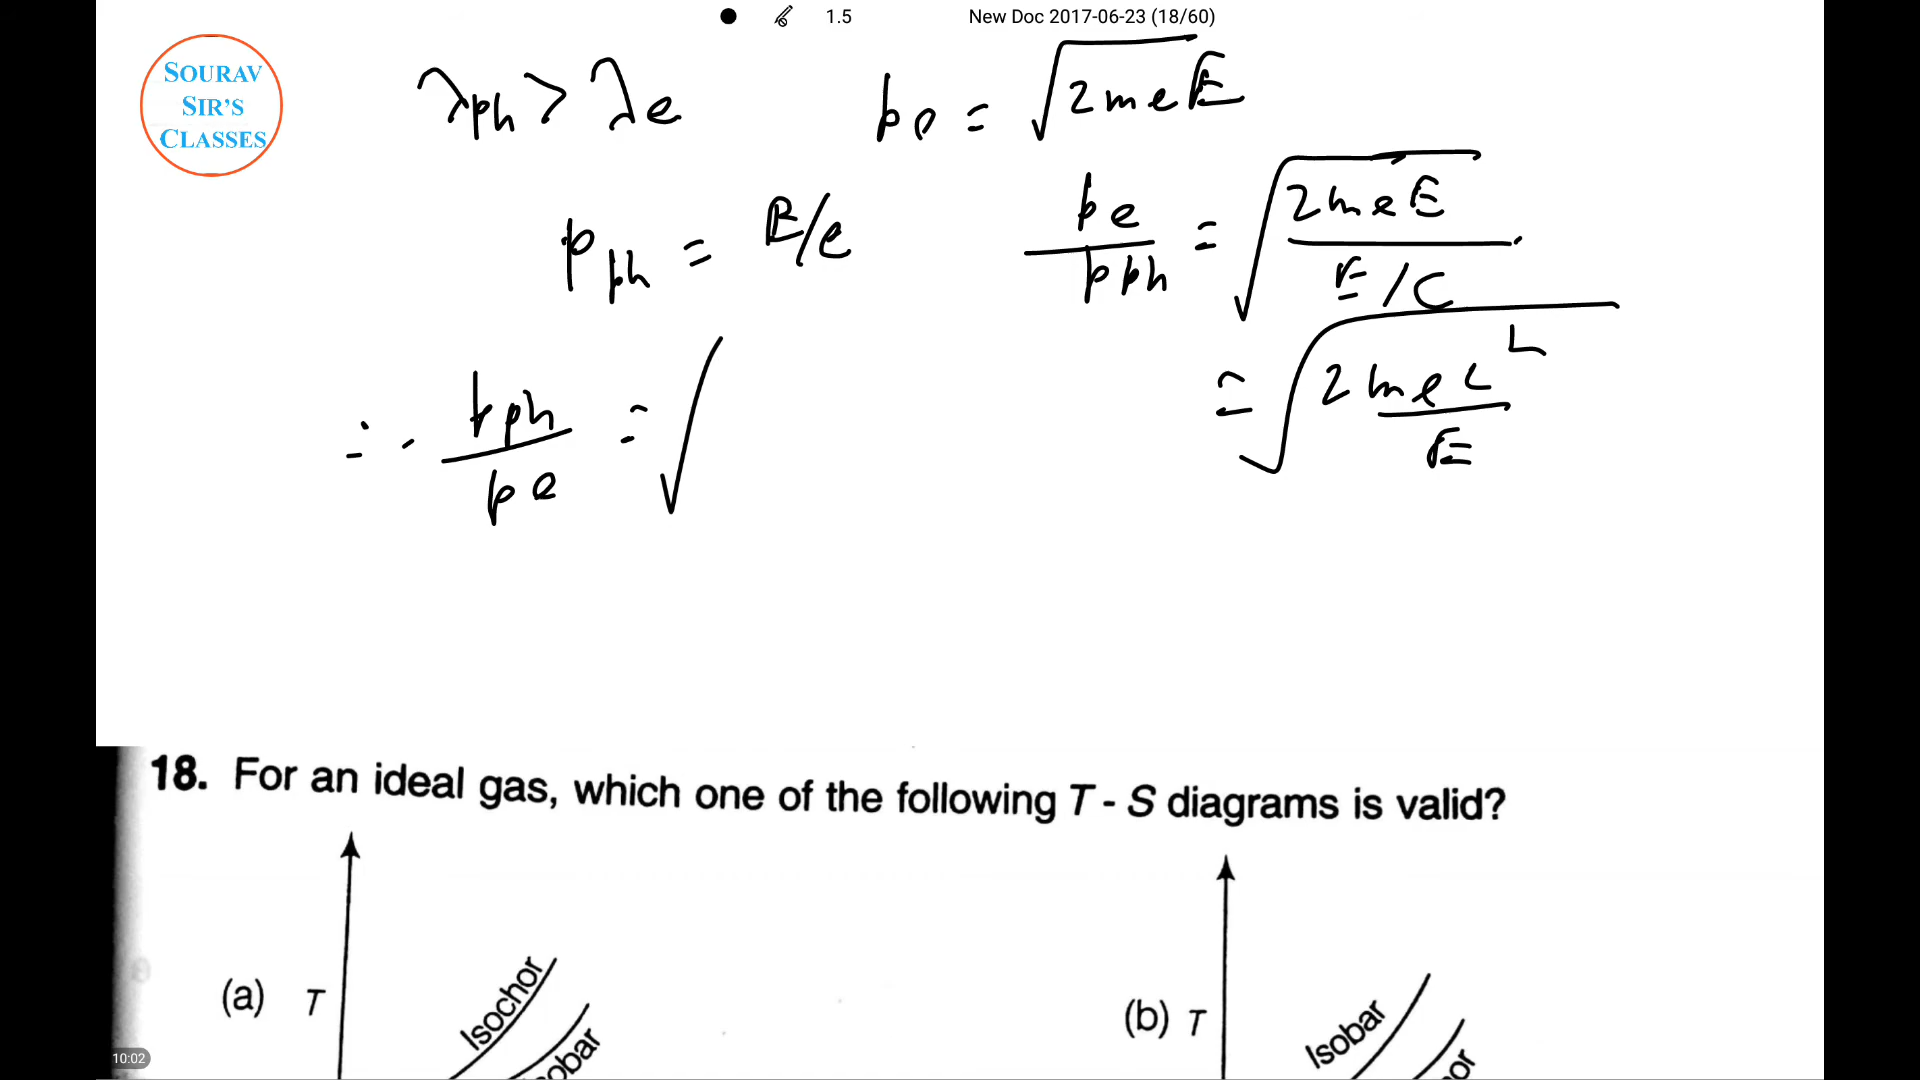 1.5 New Doc 2017-06-23 (18/60)
SOURAV
SIR'S
CLASSES
λph > λe
pe = √2meE
pph = E/c
pe/pph = √2meE / E/C
= √2mec²/E
∴ pph/pe = √
18. For an ideal gas, which one of the following T - S diagrams is valid?
(a) T
Isochor
obar
(b) T
Isobar
or
10:02